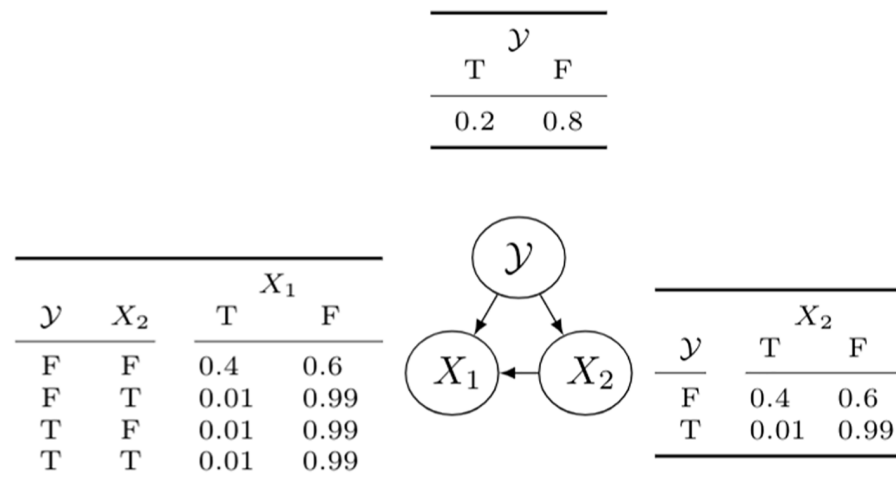 𝒴
T F
0.2 0.8
X₁
𝒴 X₂ T F
F F 0.4 0.6
F T 0.01 0.99
T F 0.01 0.99
T T 0.01 0.99
𝒴
X₁ X₂
X₂
𝒴 T F
F 0.4 0.6
T 0.01 0.99